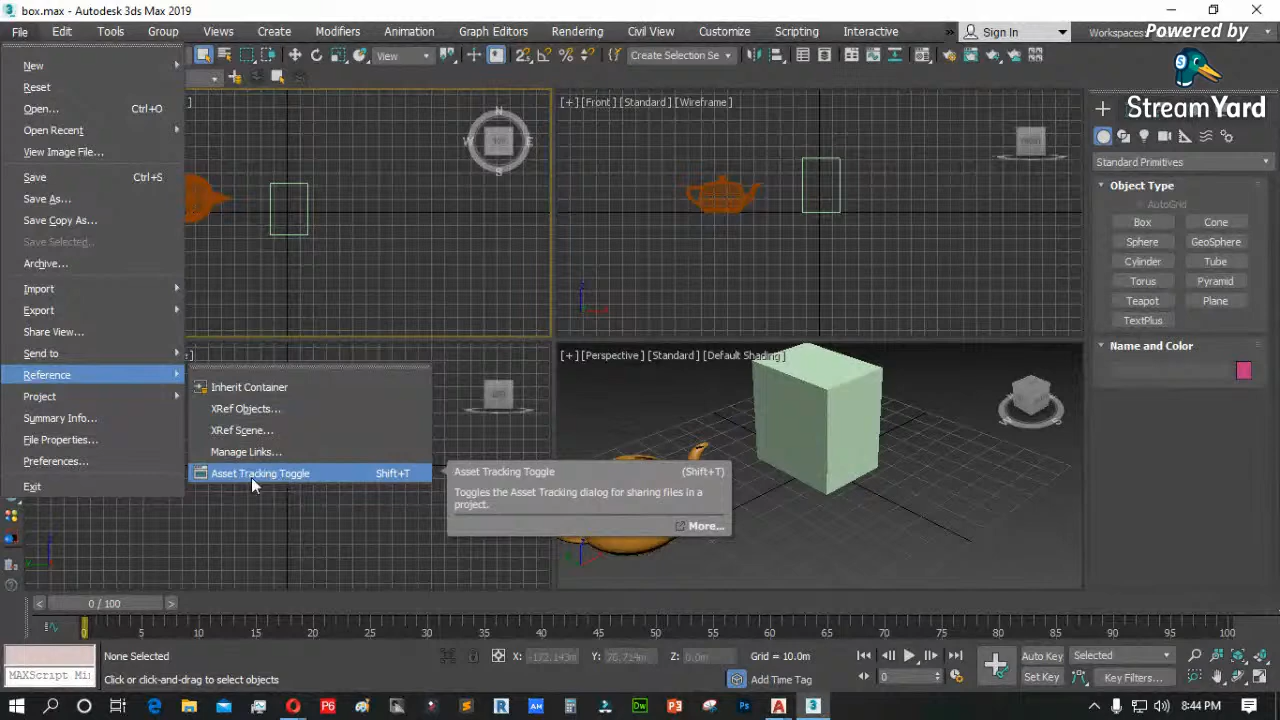 box.max - Autodesk 3ds Max 2019
File Edit Tools Group Views Create Modifiers Animation Graph Editors Rendering Civil View Customize Scripting Interactive » Sign In Workspaces:
Powered by
StreamYard
View
Create Selection Se
New
Reset
Open... Ctrl+O
Open Recent
View Image File...
Save Ctrl+S
Save As...
Save Copy As...
Save Selected...
Archive...
Import
Export
Share View...
Send to
Reference
Project
Summary Info...
File Properties...
Preferences...
Exit
Inherit Container
XRef Objects...
XRef Scene...
Manage Links...
Asset Tracking Toggle Shift+T
Asset Tracking Toggle (Shift+T)
Toggles the Asset Tracking dialog for sharing files in a
project.
More...
[+] [Front] [Standard] [Wireframe]
[+] [Perspective] [Standard] [Default Shading]
N
W E
S
Standard Primitives
Object Type
AutoGrid
Box Cone
Sphere GeoSphere
Cylinder Tube
Torus Pyramid
Teapot Plane
TextPlus
Name and Color
< 0 / 100 >
0 5 10 15 20 25 30 35 40 45 50 55 60 65 70 75 80 85 90 95 100
None Selected
X: -132.143m Y: 76.714m Z: 0.0m Grid = 10.0m
Auto Key Selected
MAXScript Mi
Click or click-and-drag to select objects
Add Time Tag
0
Set Key Key Filters...
8:44 PM